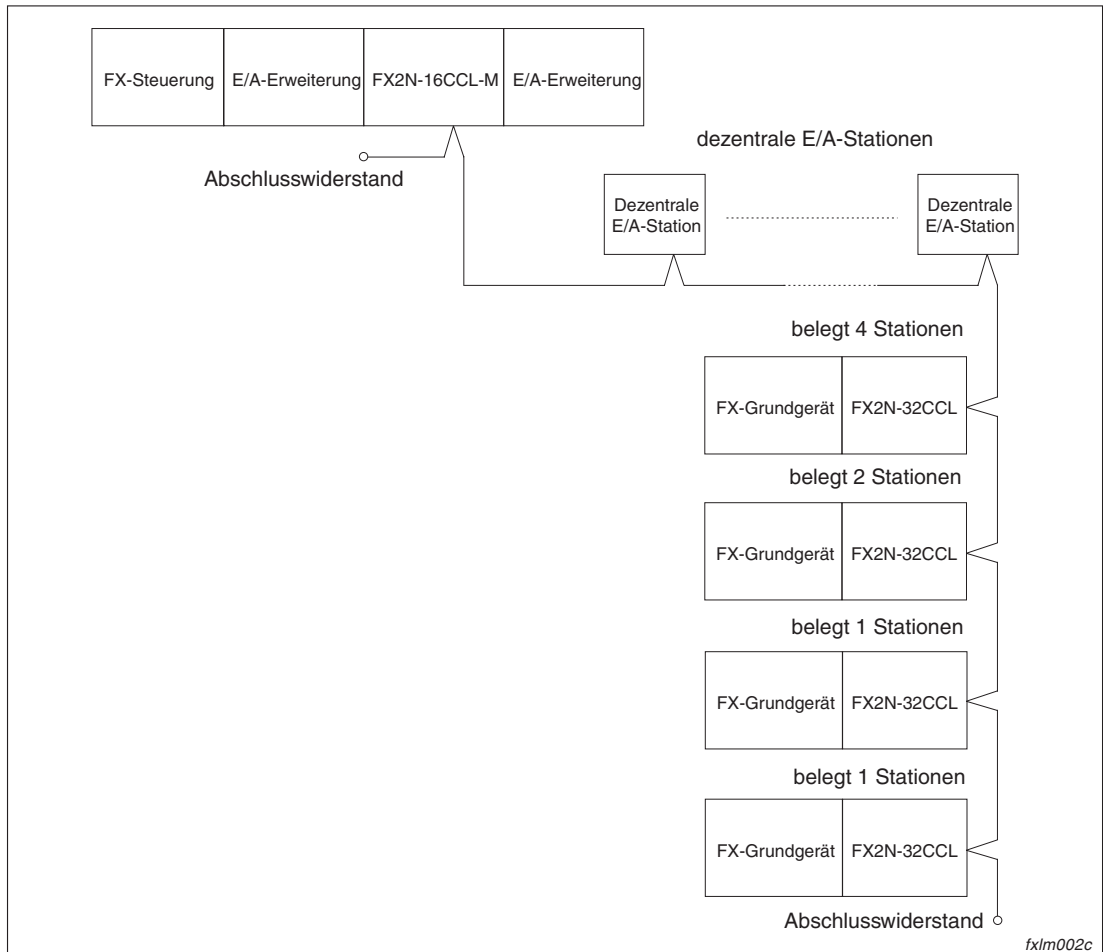 FX-Steuerung E/A-Erweiterung FX2N-16CCL-M E/A-Erweiterung
dezentrale E/A-Stationen
Abschlusswiderstand
Dezentrale
E/A-Station
Dezentrale
E/A-Station
belegt 4 Stationen
FX-Grundgerät FX2N-32CCL
belegt 2 Stationen
FX-Grundgerät FX2N-32CCL
belegt 1 Stationen
FX-Grundgerät FX2N-32CCL
belegt 1 Stationen
FX-Grundgerät FX2N-32CCL
Abschlusswiderstand
fxlm002c